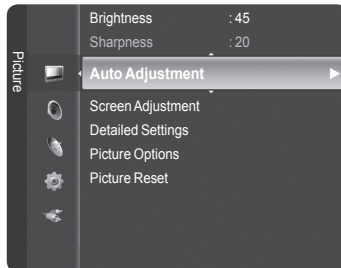 Picture
Brightness : 45
Sharpness : 20
Auto Adjustment
Screen Adjustment
Detailed Settings
Picture Options
Picture Reset